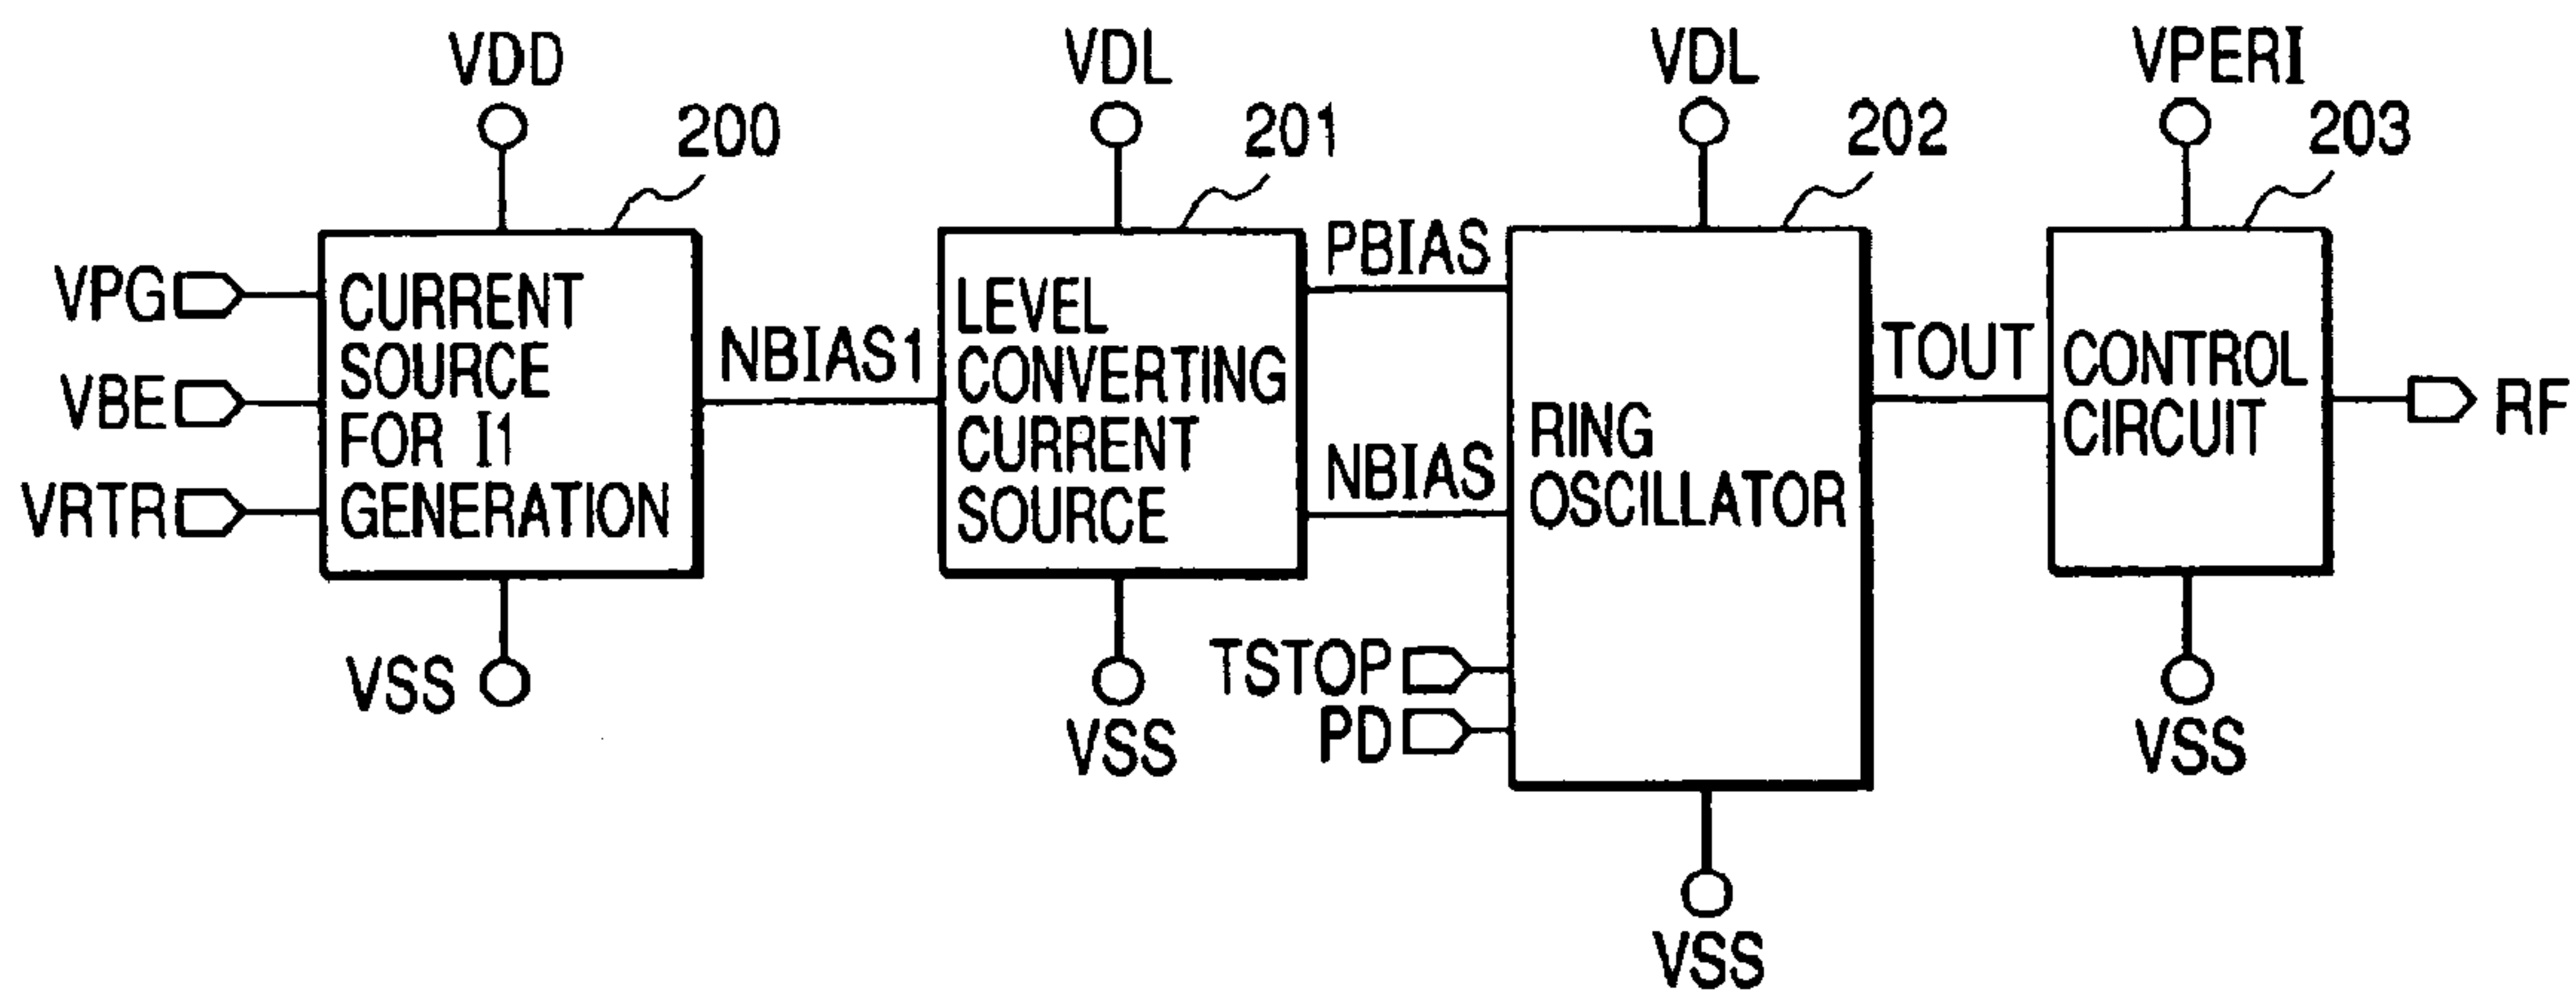 VDD
VDL
VDL
VPERI
200
201
202
203
VPG
VBE
VRTR
CURRENT
SOURCE
FOR I1
GENERATION
VSS
NBIAS1
LEVEL
CONVERTING
CURRENT
SOURCE
VSS
PBIAS
NBIAS
TSTOP
PD
RING
OSCILLATOR
VSS
TOUT
CONTROL
CIRCUIT
VSS
RF